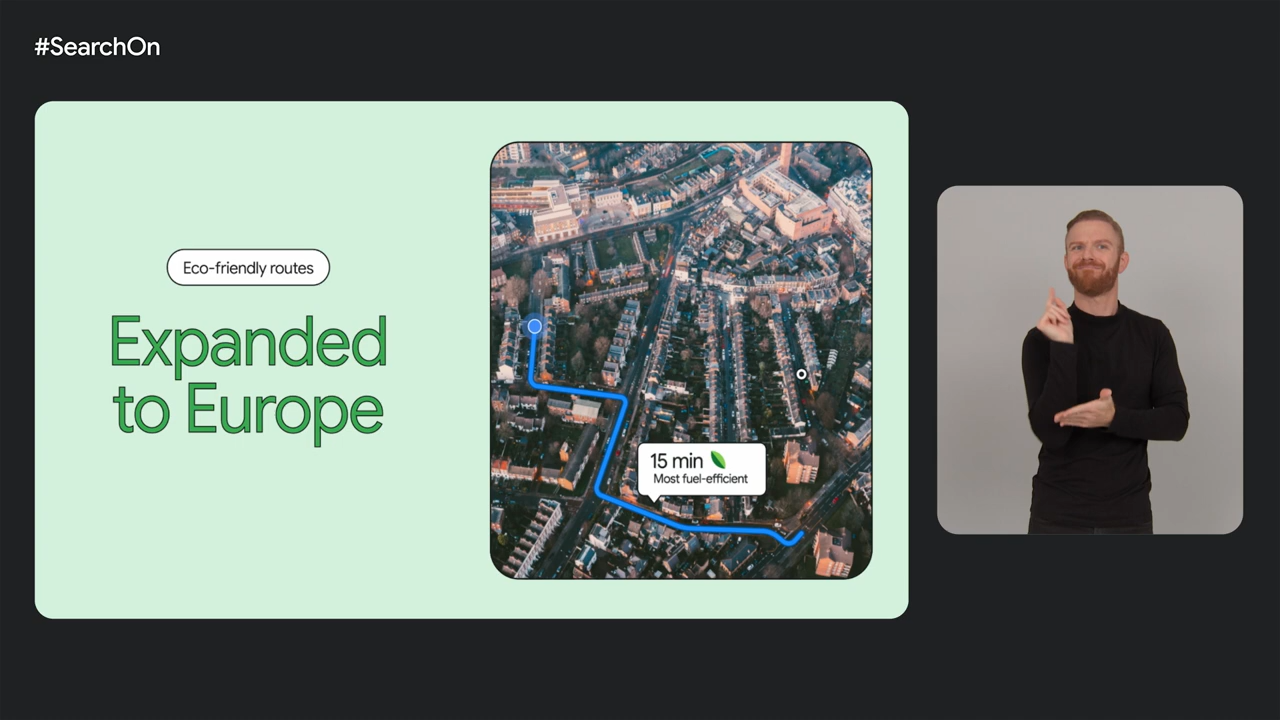 #SearchOn
Eco-friendly routes
Expanded
to Europe
15 min
Most fuel-efficient